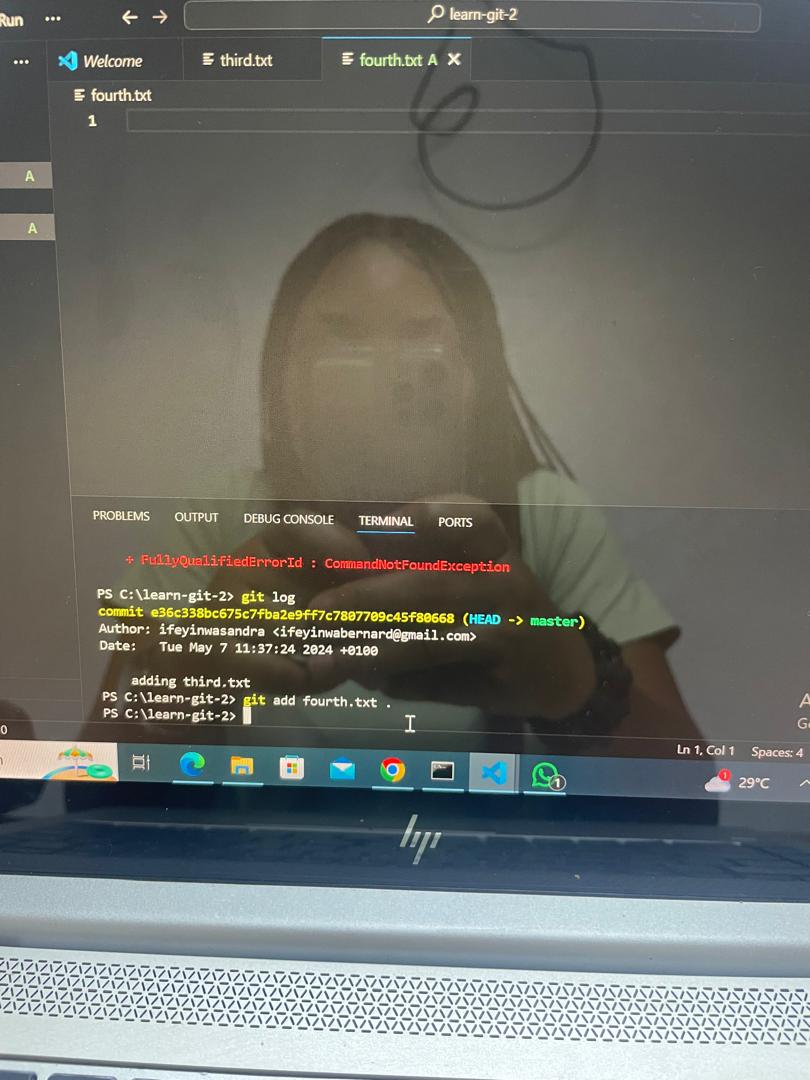 Run ··· ← → learn-git-2
··· Welcome third.txt fourth.txt A ✕
fourth.txt
1
A
A
PROBLEMS OUTPUT DEBUG CONSOLE TERMINAL PORTS
+ FullyQualifiedErrorId : CommandNotFoundException
PS C:\learn-git-2> git log
commit e36c338bc675c7fba2e9ff7c7807709c45f80668 (HEAD -> master)
Author: ifeyinwasandra <ifeyinwabernard@gmail.com>
Date: Tue May 7 11:37:24 2024 +0100
adding third.txt
PS C:\learn-git-2> git add fourth.txt .
PS C:\learn-git-2>
0
Ln 1, Col 1 Spaces: 4
1
1 29°C
hp